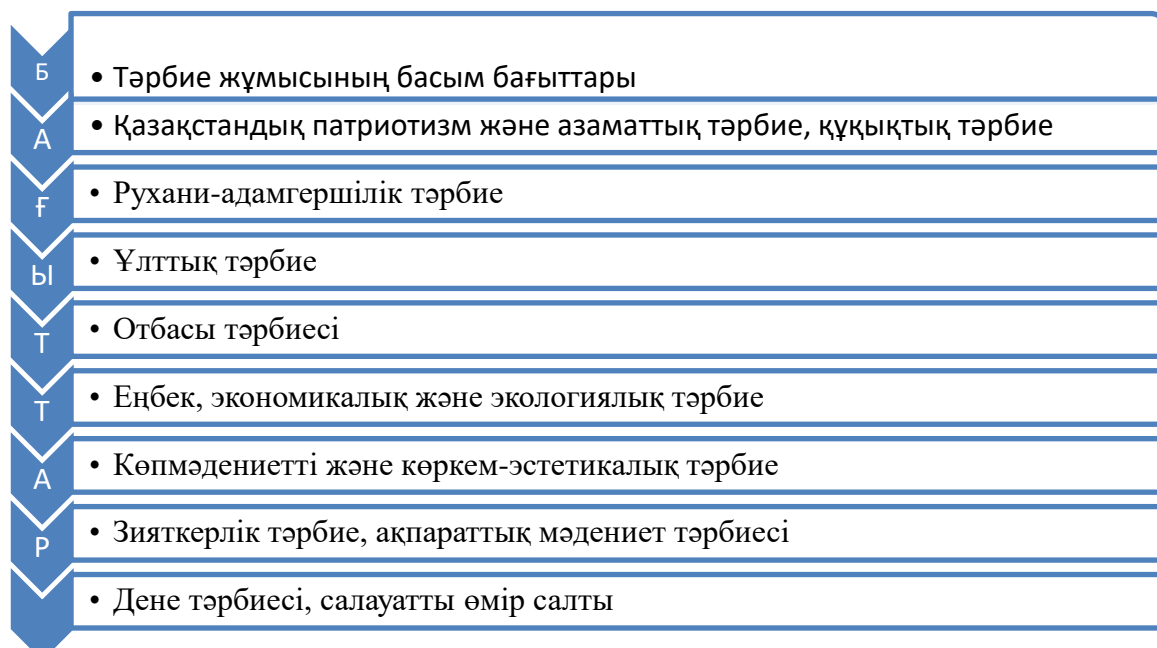 Б
• Тәрбие жұмысының басым бағыттары
А
• Қазақстандық патриотизм және азаматтық тәрбие, құқықтық тәрбие
Ғ
• Рухани-адамгершілік тәрбие
Ы
• Ұлттық тәрбие
Т
• Отбасы тәрбиесі
Т
• Еңбек, экономикалық және экологиялық тәрбие
А
• Көпмәдениетті және көркем-эстетикалық тәрбие
Р
• Зияткерлік тәрбие, ақпараттық мәдениет тәрбиесі
• Дене тәрбиесі, салауатты өмір салты